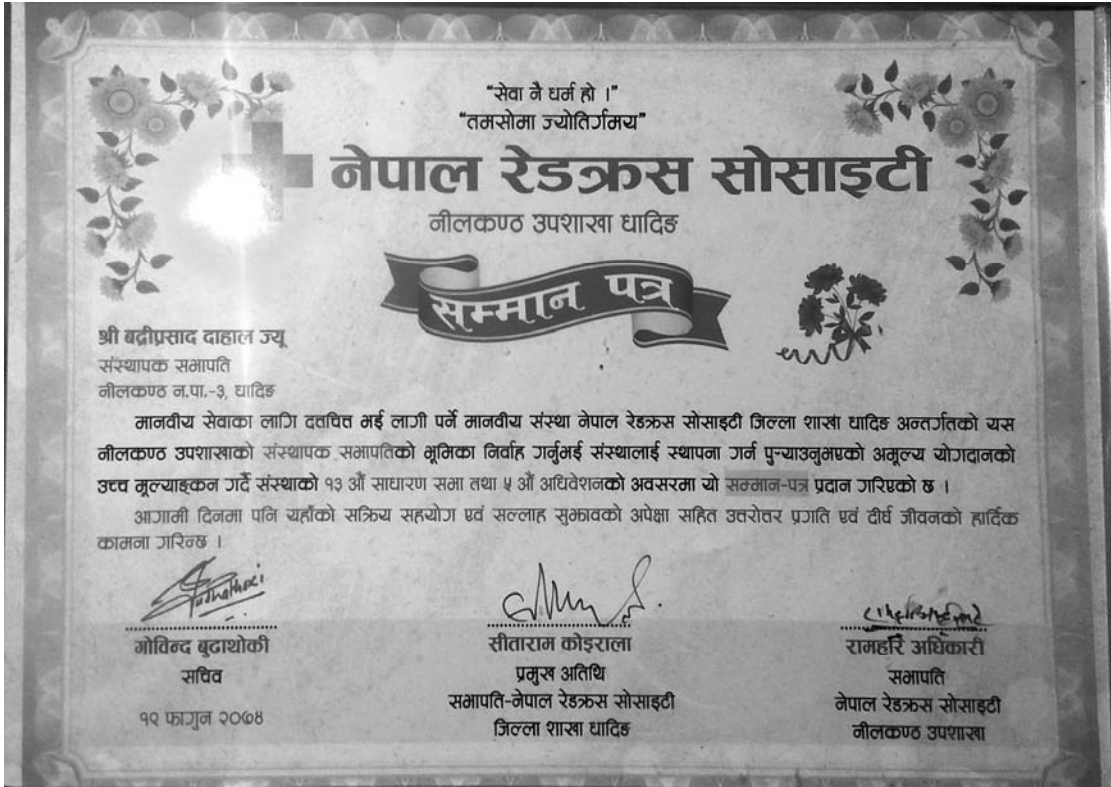 "सेवा नै धर्म हो ।"
"तमसोमा ज्योतिर्गमय"
नेपाल रेडक्रस सोसाइटी
नीलकण्ठ उपशाखा धादिङ
सम्मान पत्र
श्री बद्रीप्रसाद दाहाल ज्यू
संस्थापक सभापति
नीलकण्ठ न.पा.-३, धादिङ
मानवीय सेवाका लागि दत्तचित्त भई लागी पर्ने मानवीय संस्था नेपाल रेडक्रस सोसाइटी जिल्ला शाखा धादिङ अन्तर्गतको यस
नीलकण्ठ उपशाखाको संस्थापक सभापतिको भूमिका निर्वाह गर्नुभई संस्थालाई स्थापना गर्न पुऱ्याउनुभएको अमूल्य योगदानको
उच्च मूल्याङ्कन गर्दै संस्थाको १३ औं साधारण सभा तथा ५ औं अधिवेशनको अवसरमा यो सम्मान-पत्र प्रदान गरिएको छ ।
आगामी दिनमा पनि यहाँको सक्रिय सहयोग एवं सल्लाह सुझावको अपेक्षा सहित उत्तरोत्तर प्रगति एवं दीर्घ जीवनको हार्दिक
कामना गरिन्छ ।
गोविन्द बुढाथोकी
सचिव
१२ फागुन २०७४
सीताराम कोइराला
प्रमुख अतिथि
सभापति-नेपाल रेडक्रस सोसाइटी
जिल्ला शाखा धादिङ
रामहरि अधिकारी
सभापति
नेपाल रेडक्रस सोसाइटी
नीलकण्ठ उपशाखा